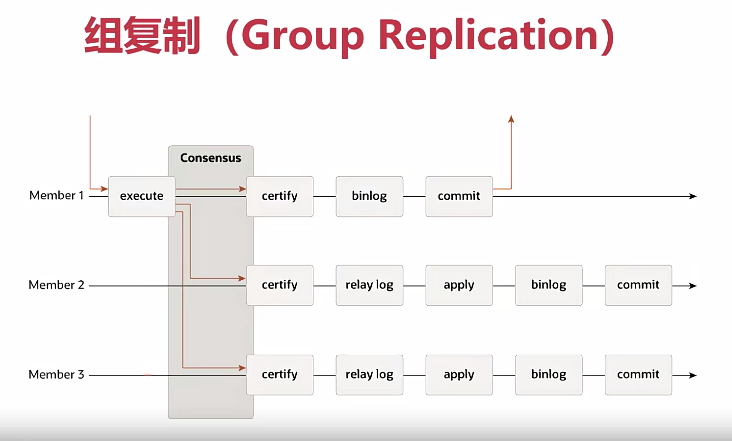 组复制（Group Replication）
Consensus
Member 1 execute certify binlog commit
Member 2 certify relay log apply binlog commit
Member 3 certify relay log apply binlog commit